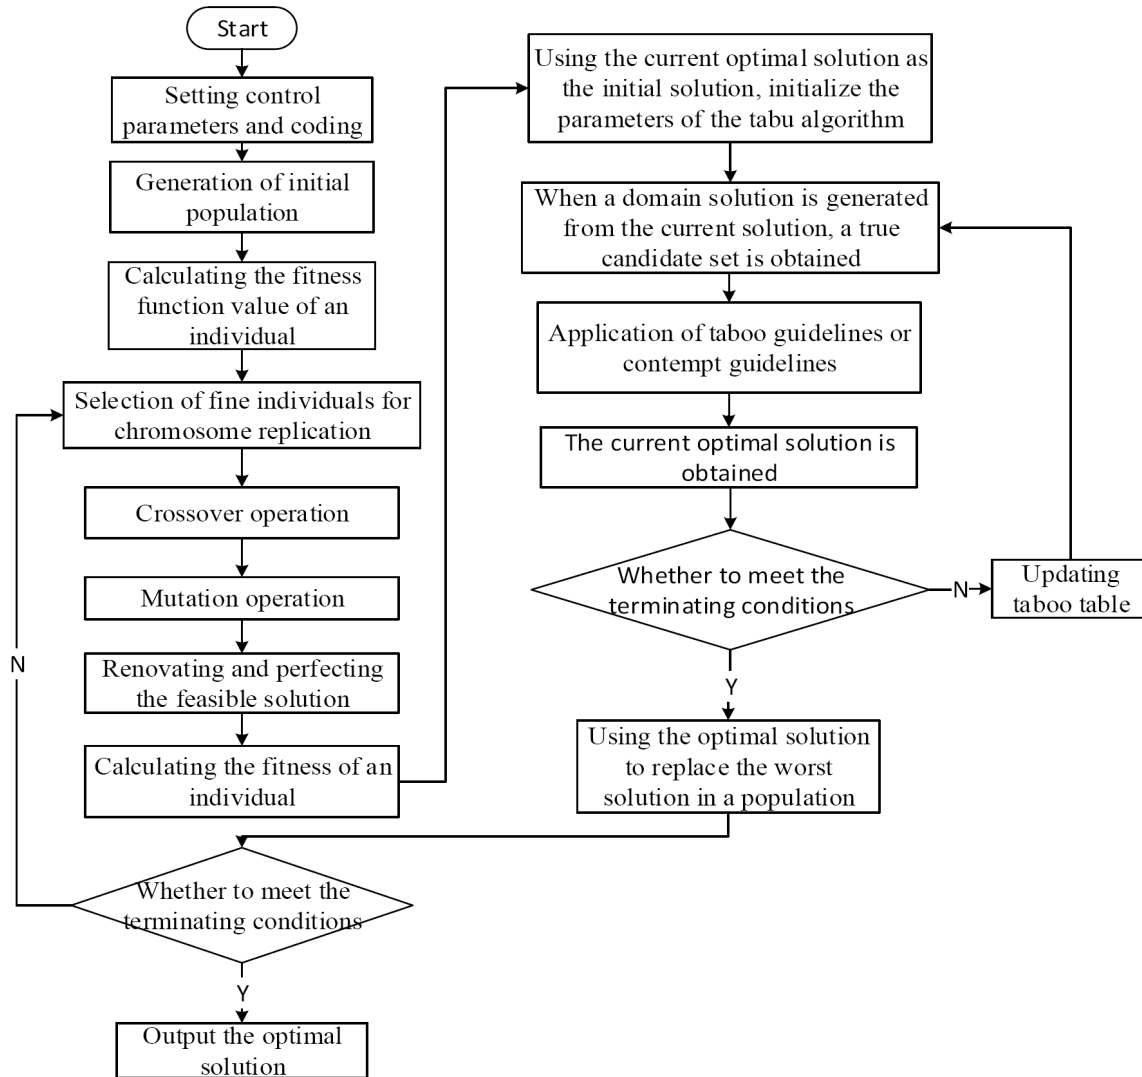 Start
Setting control
parameters and coding
Generation of initial
population
Calculating the fitness
function value of an
individual
Selection of fine individuals for
chromosome replication
Crossover operation
Mutation operation
Renovating and perfecting
the feasible solution
Calculating the fitness of an
individual
N
Whether to meet the
terminating conditions
Y
Output the optimal
solution
Using the current optimal solution as
the initial solution, initialize the
parameters of the tabu algorithm
When a domain solution is generated
from the current solution, a true
candidate set is obtained
Application of taboo guidelines or
contempt guidelines
The current optimal solution is
obtained
Whether to meet the
terminating conditions
N
Updating
taboo table
Y
Using the optimal solution
to replace the worst
solution in a population